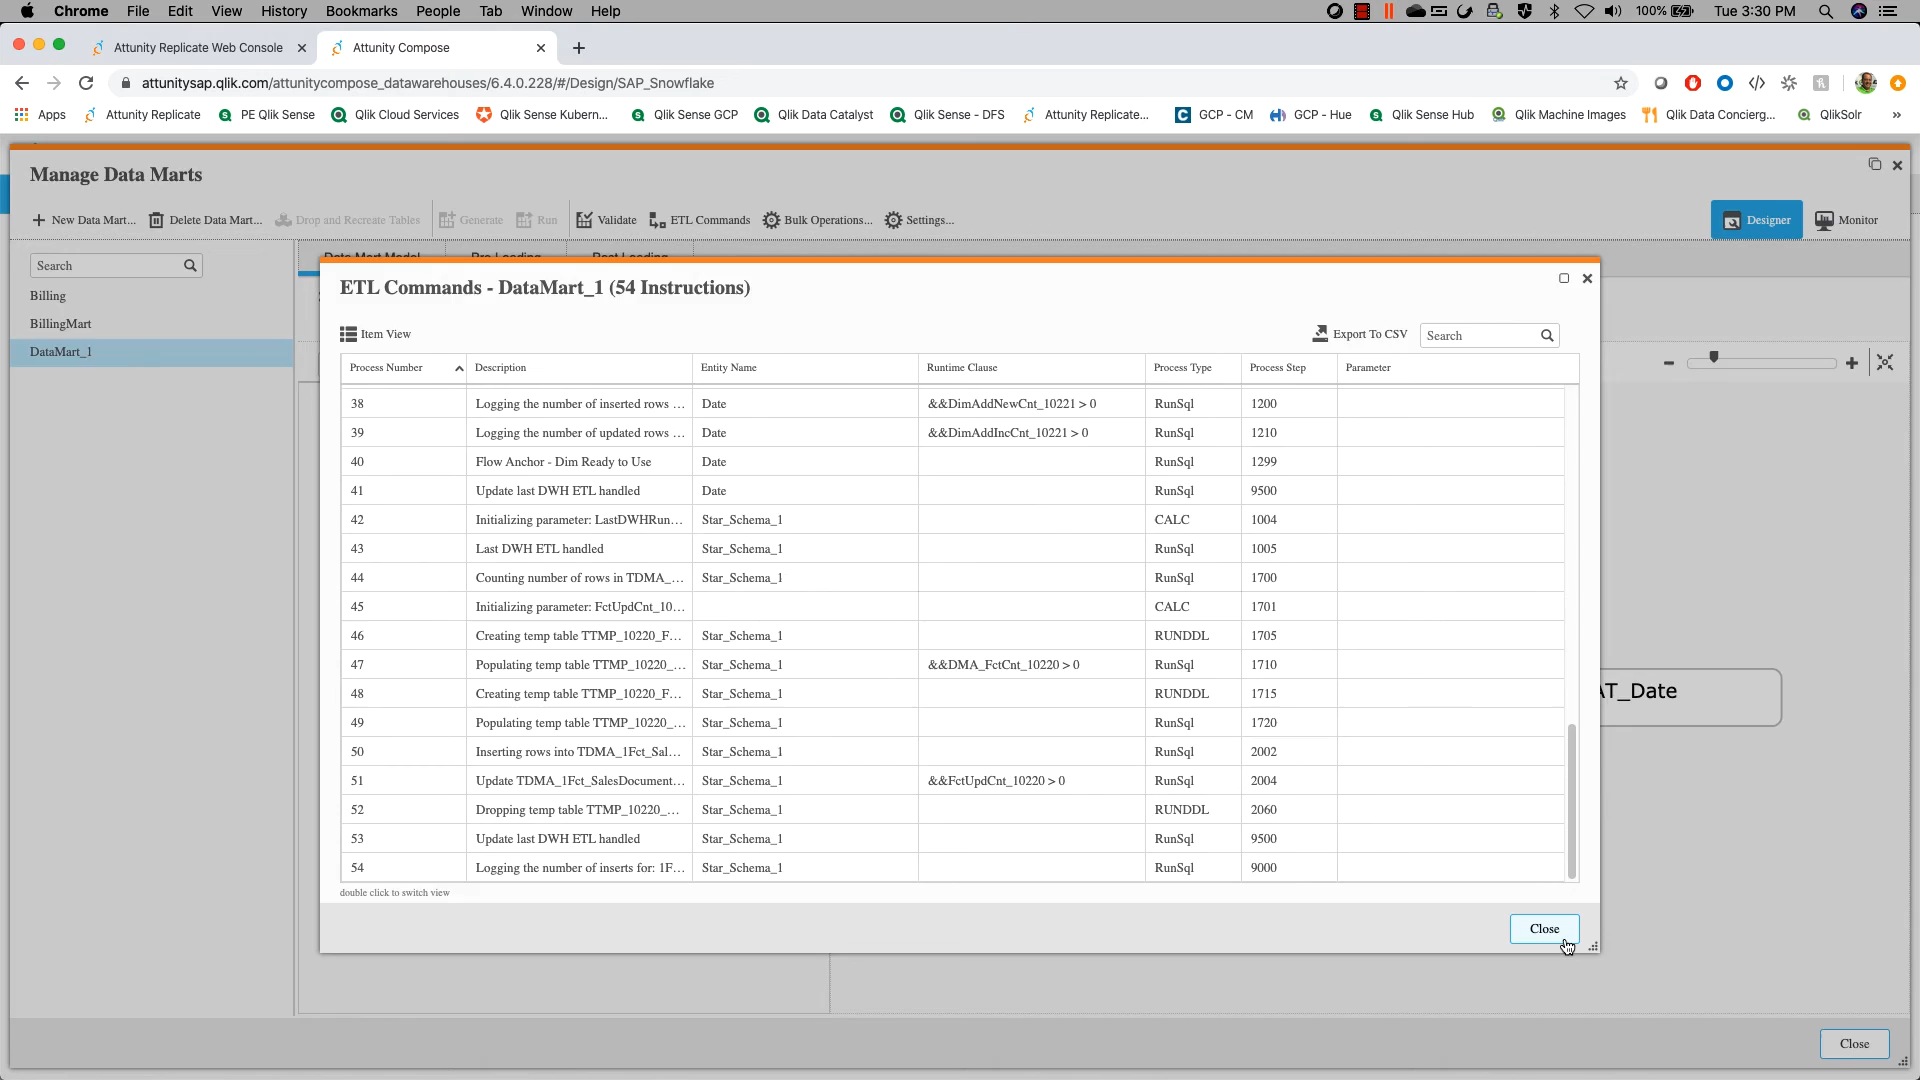 Chrome File Edit View History Bookmarks People Tab Window Help 100% Tue 3:30 PM
Attunity Replicate Web Console Attunity Compose
attunitysap.qlik.com/attunitycompose_datawarehouses/6.4.0.228/#/Design/SAP_Snowflake
Apps Attunity Replicate PE Qlik Sense Qlik Cloud Services Qlik Sense Kubern... Qlik Sense GCP Qlik Data Catalyst Qlik Sense - DFS Attunity Replicate... GCP - CM GCP - Hue Qlik Sense Hub Qlik Machine Images Qlik Data Concierg... QlikSolr »
Manage Data Marts
New Data Mart... Delete Data Mart... Drop and Recreate Tables Generate Run Validate ETL Commands Bulk Operations... Settings... Designer Monitor
Search
Data Mart Model Pre Loading Post Loading
Billing
BillingMart
DataMart_1
ETL Commands - DataMart_1 (54 Instructions)
Item View Export To CSV Search
Process Number Description Entity Name Runtime Clause Process Type Process Step Parameter
38 Logging the number of inserted rows ... Date &&DimAddNewCnt_10221 > 0 RunSql 1200
39 Logging the number of updated rows ... Date &&DimAddIncCnt_10221 > 0 RunSql 1210
40 Flow Anchor - Dim Ready to Use Date RunSql 1299
41 Update last DWH ETL handled Date RunSql 9500
42 Initializing parameter: LastDWHRun... Star_Schema_1 CALC 1004
43 Last DWH ETL handled Star_Schema_1 RunSql 1005
44 Counting number of rows in TDMA_... Star_Schema_1 RunSql 1700
45 Initializing parameter: FctUpdCnt_10... CALC 1701
46 Creating temp table TTMP_10220_F... Star_Schema_1 RUNDDL 1705
47 Populating temp table TTMP_10220_... Star_Schema_1 &&DMA_FctCnt_10220 > 0 RunSql 1710
48 Creating temp table TTMP_10220_F... Star_Schema_1 RUNDDL 1715
49 Populating temp table TTMP_10220_... Star_Schema_1 RunSql 1720
50 Inserting rows into TDMA_1Fct_Sal... Star_Schema_1 RunSql 2002
51 Update TDMA_1Fct_SalesDocument... Star_Schema_1 &&FctUpdCnt_10220 > 0 RunSql 2004
52 Dropping temp table TTMP_10220_... Star_Schema_1 RUNDDL 2060
53 Update last DWH ETL handled Star_Schema_1 RunSql 9500
54 Logging the number of inserts for: 1F... Star_Schema_1 RunSql 9000
AT_Date
double click to switch view
Close
Close